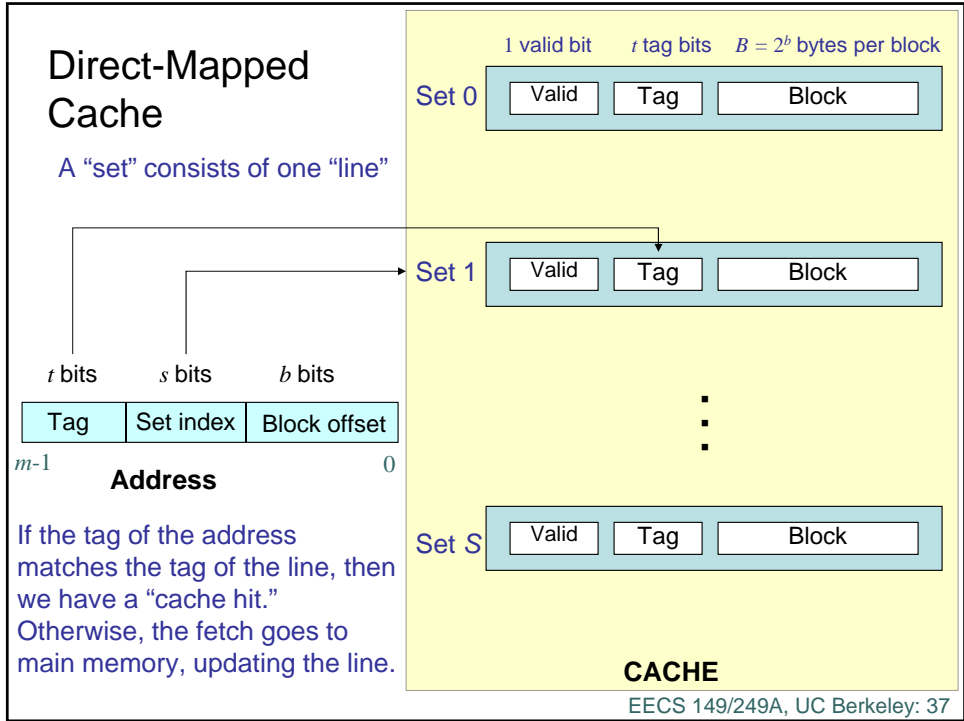 Direct-Mapped
Cache
A “set” consists of one “line”
1 valid bit t tag bits B = 2^b bytes per block
Set 0 Valid Tag Block
Set 1 Valid Tag Block
t bits s bits b bits
Tag Set index Block offset
m-1 0
Address
If the tag of the address
matches the tag of the line, then
we have a “cache hit.”
Otherwise, the fetch goes to
main memory, updating the line.
Set S Valid Tag Block
CACHE
EECS 149/249A, UC Berkeley: 37